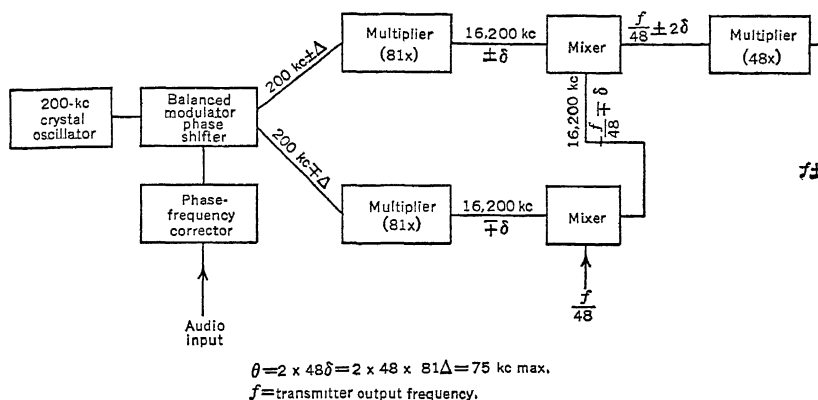 200-kc
crystal
oscillator
Balanced
modulator
phase
shifter
Phase-
frequency
corrector
Audio
input
200 kc±Δ
200 kc∓Δ
Multiplier
(81x)
16,200 kc
±δ
Mixer
f/48 ±2δ
Multiplier
(48x)
16,200 kc
+f/48 ∓ δ
Multiplier
(81x)
16,200 kc
∓δ
Mixer
f/48
f±
θ=2 x 48δ=2 x 48 x 81Δ=75 kc max.
f=transmitter output frequency.